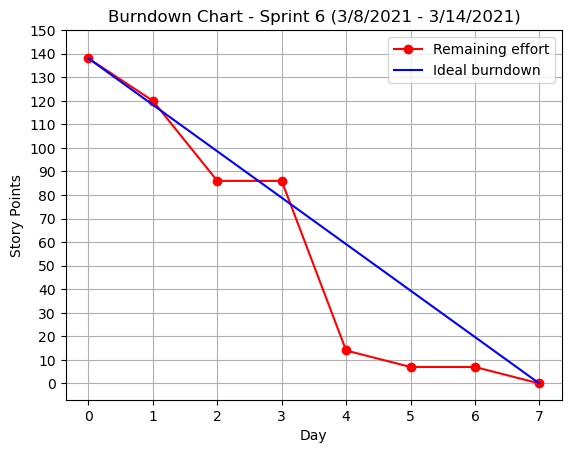 Burndown Chart - Sprint 6 (3/8/2021 - 3/14/2021)
Remaining effort
Ideal burndown
Story Points
150
140
130
120
110
100
90
80
70
60
50
40
30
20
10
0
0 1 2 3 4 5 6 7
Day